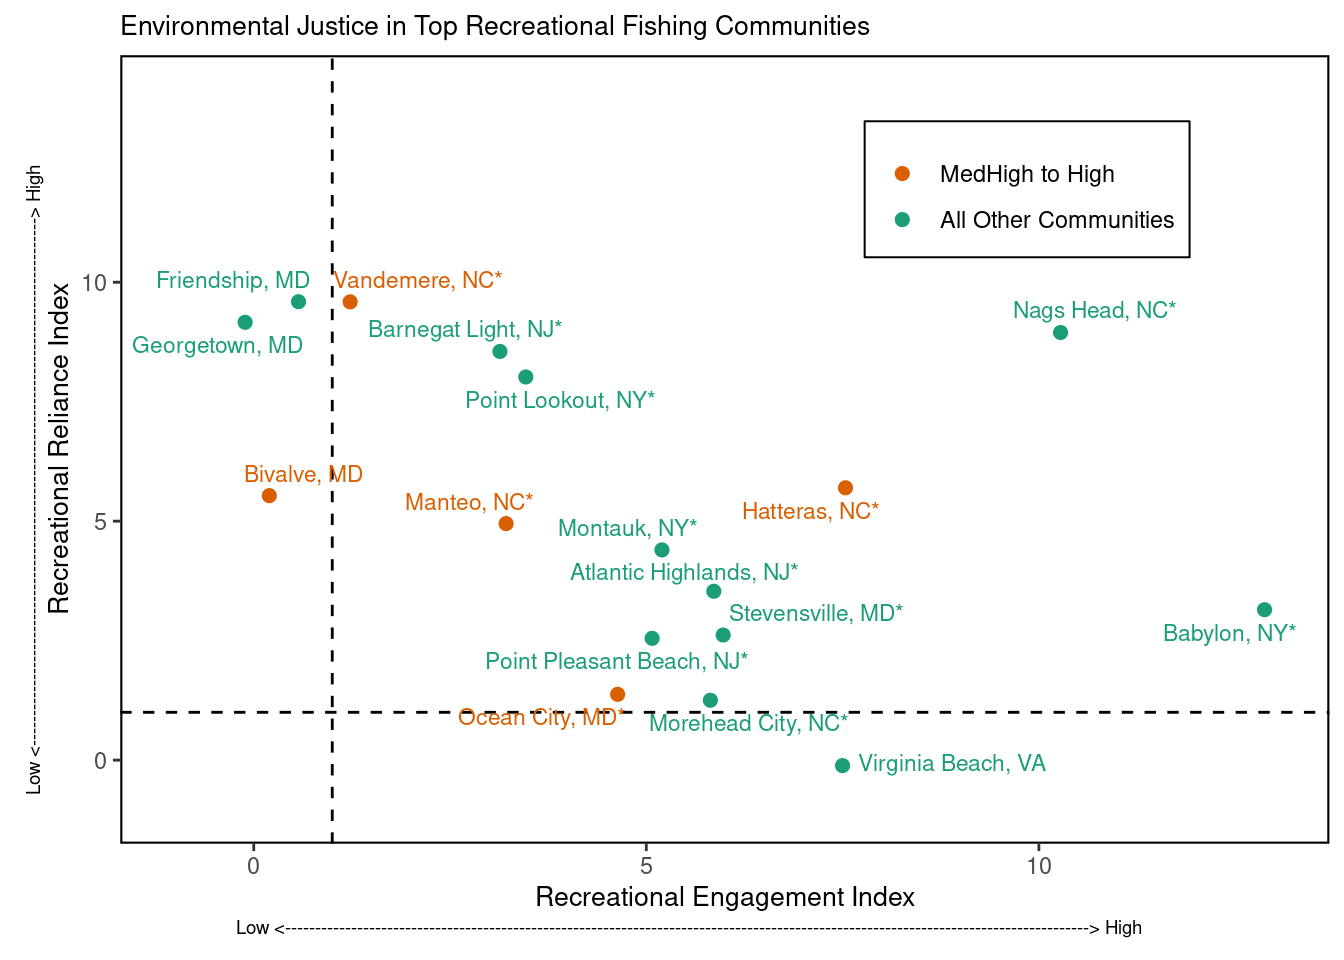 Environmental Justice in Top Recreational Fishing Communities
MedHigh to High
All Other Communities
Friendship, MD
Vandemere, NC*
Nags Head, NC*
Barnegat Light, NJ*
Georgetown, MD
Point Lookout, NY*
Bivalve, MD
Manteo, NC*
Hatteras, NC*
Montauk, NY*
Atlantic Highlands, NJ*
Stevensville, MD*
Babylon, NY*
Point Pleasant Beach, NJ*
Ocean City, MD*
Morehead City, NC*
Virginia Beach, VA
10
5
0
Recreational Reliance Index
Low <----------------------------------------------------------------------------------------> High
0
5
10
Recreational Engagement Index
Low <--------------------------------------------------------------------------------------------------------------------------------------> High